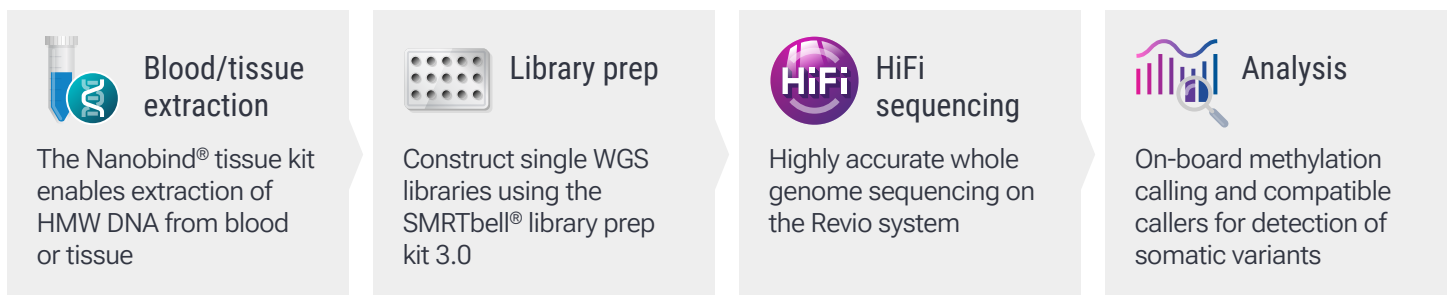 Blood/tissue
extraction
The Nanobind® tissue kit
enables extraction of
HMW DNA from blood
or tissue
Library prep
Construct single WGS
libraries using the
SMRTbell® library prep
kit 3.0
HiFi
HiFi
sequencing
Highly accurate whole
genome sequencing on
the Revio system
Analysis
On-board methylation
calling and compatible
callers for detection of
somatic variants